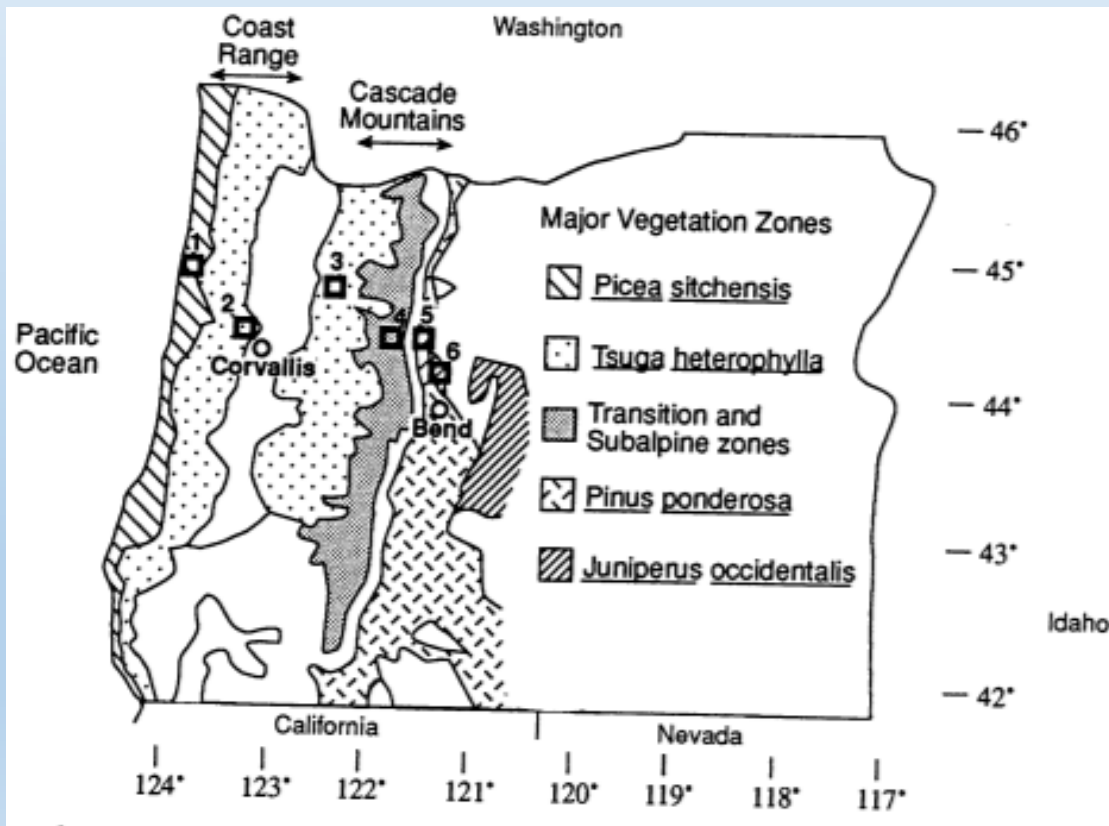 Coast
Range
Washington
Cascade
Mountains
46°
Major Vegetation Zones
1
45°
3
Picea sitchensis
2
Pacific
Ocean
4
5
Tsuga heterophylla
Corvallis
6
44°
Bend
Transition and
Subalpine zones
Pinus ponderosa
43°
Juniperus occidentalis
Idaho
42°
California
Nevada
124°
123°
122°
121°
120°
119°
118°
117°